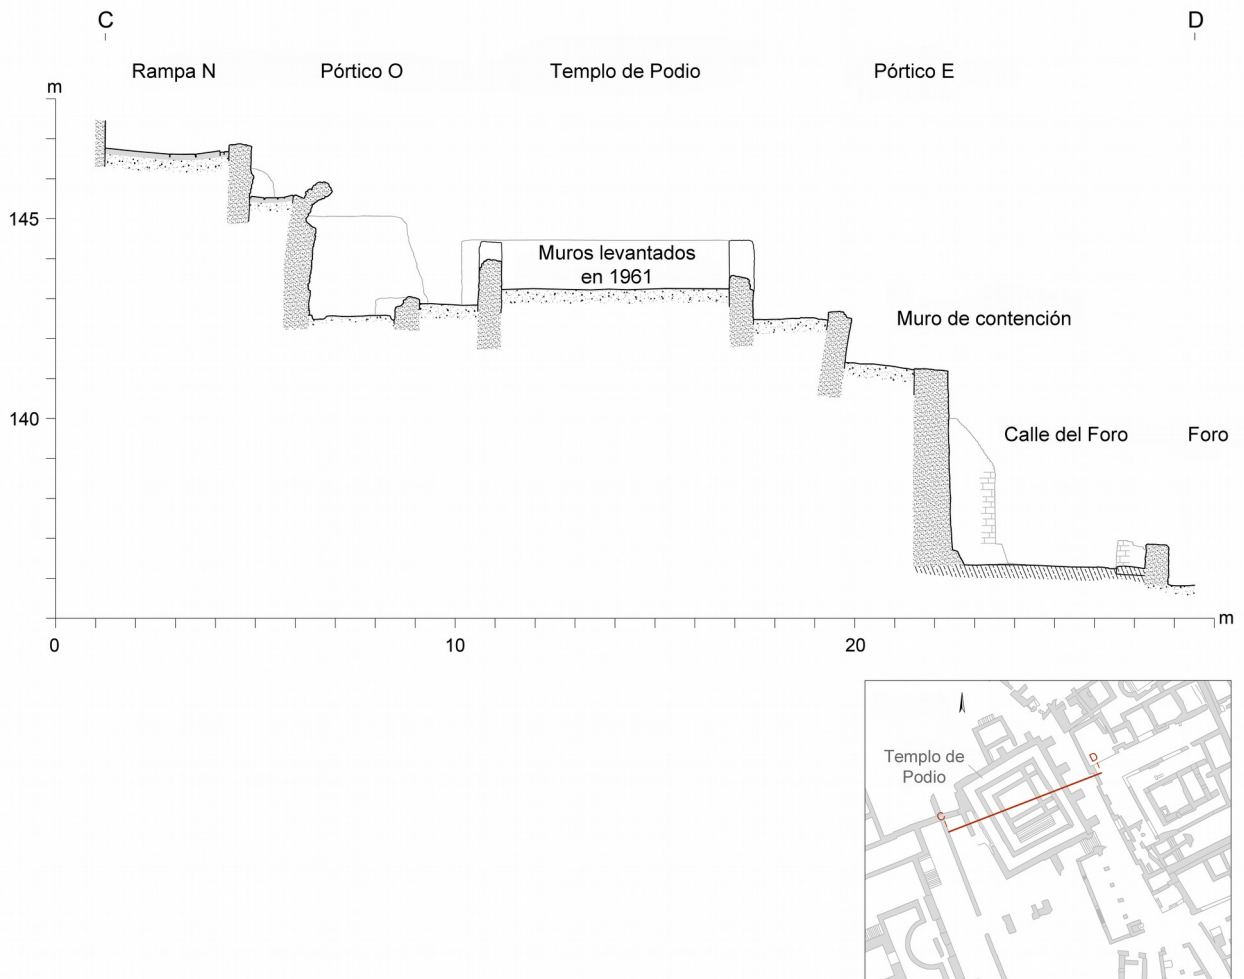 C
D
Rampa N
Pórtico O
Templo de Podio
Pórtico E
m
145
Muros levantados
en 1961
Muro de contención
140
Calle del Foro
Foro
m
0
10
20
Templo de
Podio
D
C